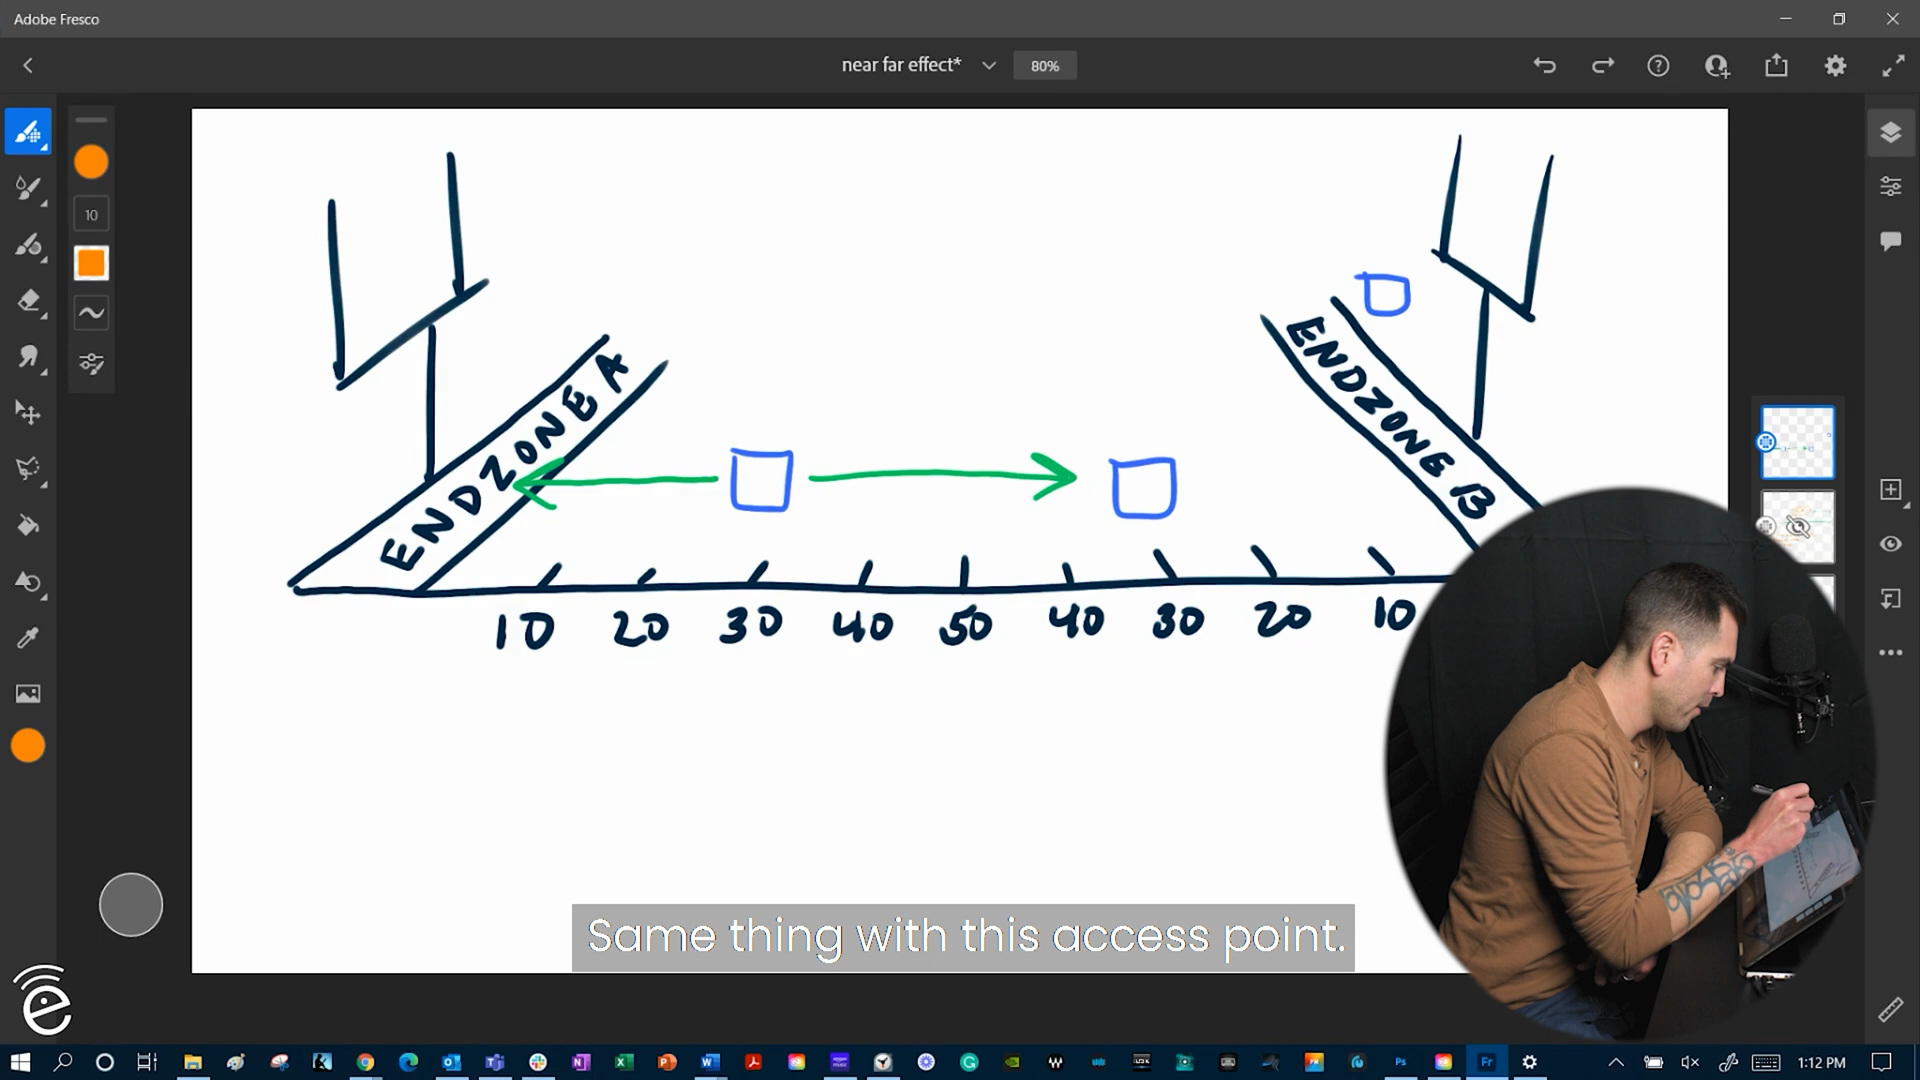 Adobe Fresco
near far effect*
80%
10
ENDZONE A
ENDZONE B
10 20 30 40 50 40 30 20 10
Same thing with this access point.
1:12 PM